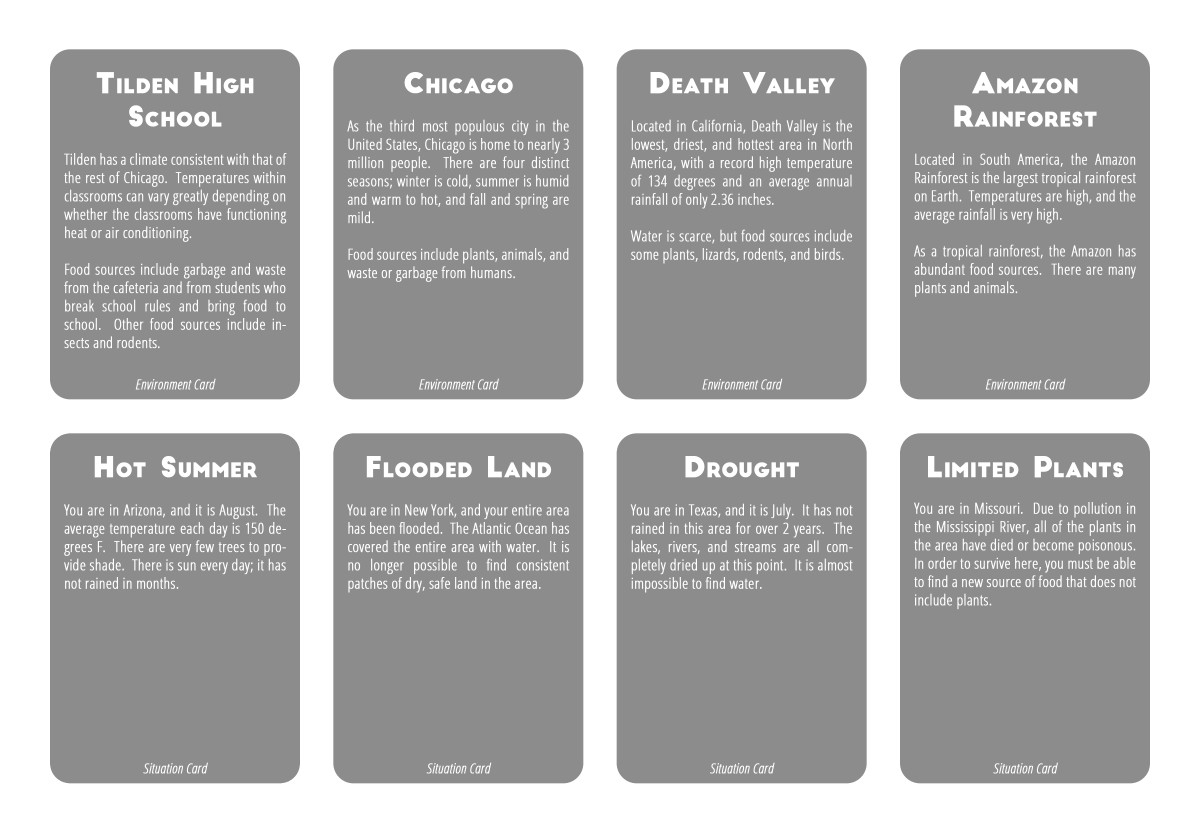 Tilden High
School
Tilden has a climate consistent with that of
the rest of Chicago. Temperatures within
classrooms can vary greatly depending on
whether the classrooms have functioning
heat or air conditioning.
Food sources include garbage and waste
from the cafeteria and from students who
break school rules and bring food to
school. Other food sources include in-
sects and rodents.
Environment Card
Chicago
As the third most populous city in the
United States, Chicago is home to nearly 3
million people. There are four distinct
seasons; winter is cold, summer is humid
and warm to hot, and fall and spring are
mild.
Food sources include plants, animals, and
waste or garbage from humans.
Environment Card
Death Valley
Located in California, Death Valley is the
lowest, driest, and hottest area in North
America, with a record high temperature
of 134 degrees and an average annual
rainfall of only 2.36 inches.
Water is scarce, but food sources include
some plants, lizards, rodents, and birds.
Environment Card
Amazon
Rainforest
Located in South America, the Amazon
Rainforest is the largest tropical rainforest
on Earth. Temperatures are high, and the
average rainfall is very high.
As a tropical rainforest, the Amazon has
abundant food sources. There are many
plants and animals.
Environment Card
Hot Summer
You are in Arizona, and it is August. The
average temperature each day is 150 de-
grees F. There are very few trees to pro-
vide shade. There is sun every day; it has
not rained in months.
Situation Card
Flooded Land
You are in New York, and your entire area
has been flooded. The Atlantic Ocean has
covered the entire area with water. It is
no longer possible to find consistent
patches of dry, safe land in the area.
Situation Card
Drought
You are in Texas, and it is July. It has not
rained in this area for over 2 years. The
lakes, rivers, and streams are all com-
pletely dried up at this point. It is almost
impossible to find water.
Situation Card
Limited Plants
You are in Missouri. Due to pollution in
the Mississippi River, all of the plants in
the area have died or become poisonous.
In order to survive here, you must be able
to find a new source of food that does not
include plants.
Situation Card